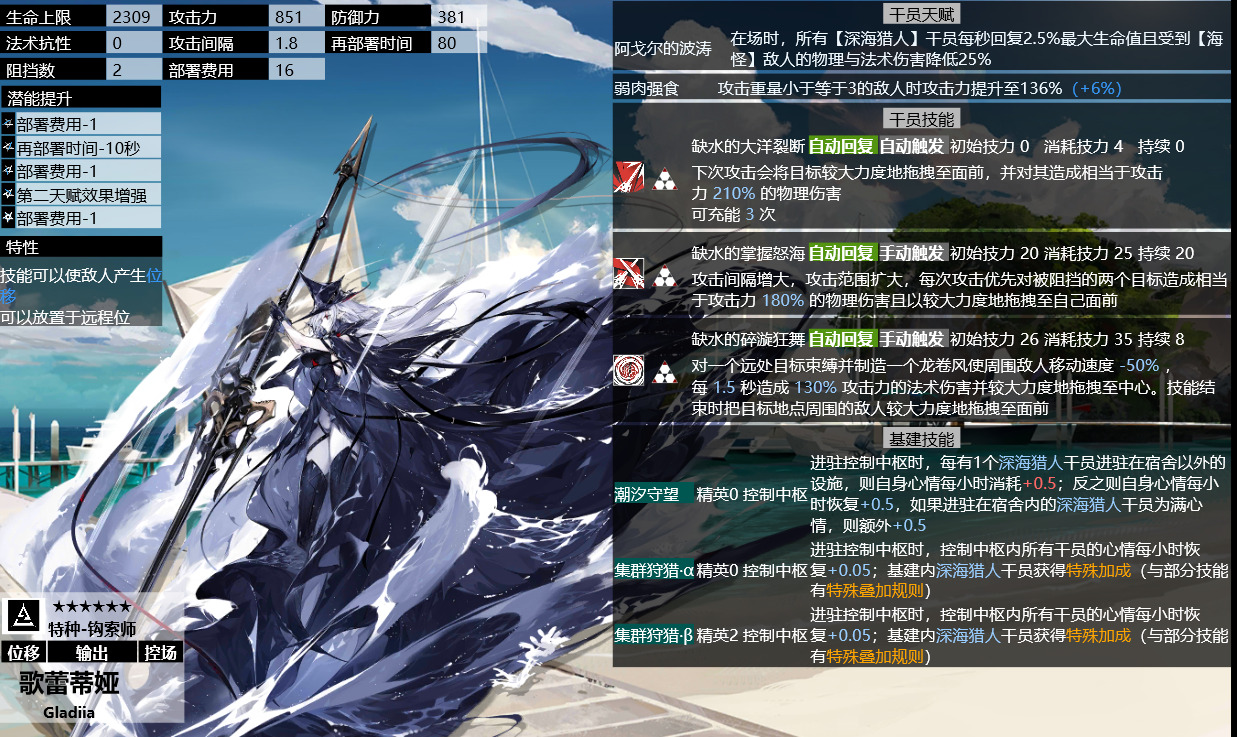 生命上限 2309 攻击力 851 防御力 381
法术抗性 0 攻击间隔 1.8 再部署时间 80
阻挡数 2 部署费用 16
潜能提升
部署费用-1
再部署时间-10秒
部署费用-1
第二天赋效果增强
部署费用-1
特性
技能可以使敌人产生位
移
可以放置于远程位
★★★★★★
特种-钩索师
位移 输出 控场
歌蕾蒂娅
Gladiia
干员天赋
阿戈尔的波涛 在场时，所有【深海猎人】干员每秒回复2.5%最大生命值且受到【海
怪】敌人的物理与法术伤害降低25%
弱肉强食 攻击重量小于等于3的敌人时攻击力提升至136%（+6%）
干员技能
缺水的大洋裂断 自动回复 自动触发 初始技力 0 消耗技力 4 持续 0
下次攻击会将目标较大力度地拖拽至面前，并对其造成相当于攻击
力 210% 的物理伤害
可充能 3 次
缺水的掌握怒海 自动回复 手动触发 初始技力 20 消耗技力 25 持续 20
攻击间隔增大，攻击范围扩大，每次攻击优先对被阻挡的两个目标造成相当
于攻击力 180% 的物理伤害且以较大力度地拖拽至自己面前
缺水的碎漩狂舞 自动回复 手动触发 初始技力 26 消耗技力 35 持续 8
对一个远处目标束缚并制造一个龙卷风使周围敌人移动速度 -50%，
每 1.5 秒造成 130% 攻击力的法术伤害并较大力度地拖拽至中心。技能结
束时把目标地点周围的敌人较大力度地拖拽至面前
基建技能
潮汐守望 精英0 控制中枢 进驻控制中枢时，每有1个深海猎人干员进驻在宿舍以外的
设施，则自身心情每小时消耗+0.5；反之则自身心情每小
时恢复+0.5，如果进驻在宿舍内的深海猎人干员为满心
情，则额外+0.5
集群狩猎·α 精英0 控制中枢 进驻控制中枢时，控制中枢内所有干员的心情每小时恢
复+0.05；基建内深海猎人干员获得特殊加成（与部分技能
有特殊叠加规则）
集群狩猎·β 精英2 控制中枢 进驻控制中枢时，控制中枢内所有干员的心情每小时恢
复+0.05；基建内深海猎人干员获得特殊加成（与部分技能
有特殊叠加规则）